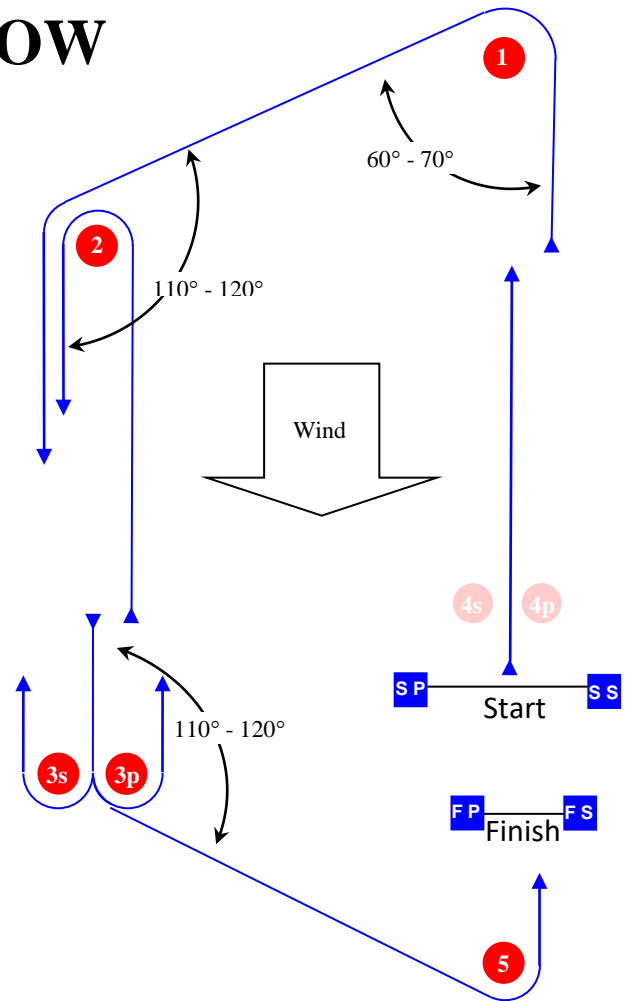 OW
1
60° - 70°
2
110° - 120°
Wind
4s 4p
S P S S
Start
110° - 120°
3s 3p
F P F S
Finish
5